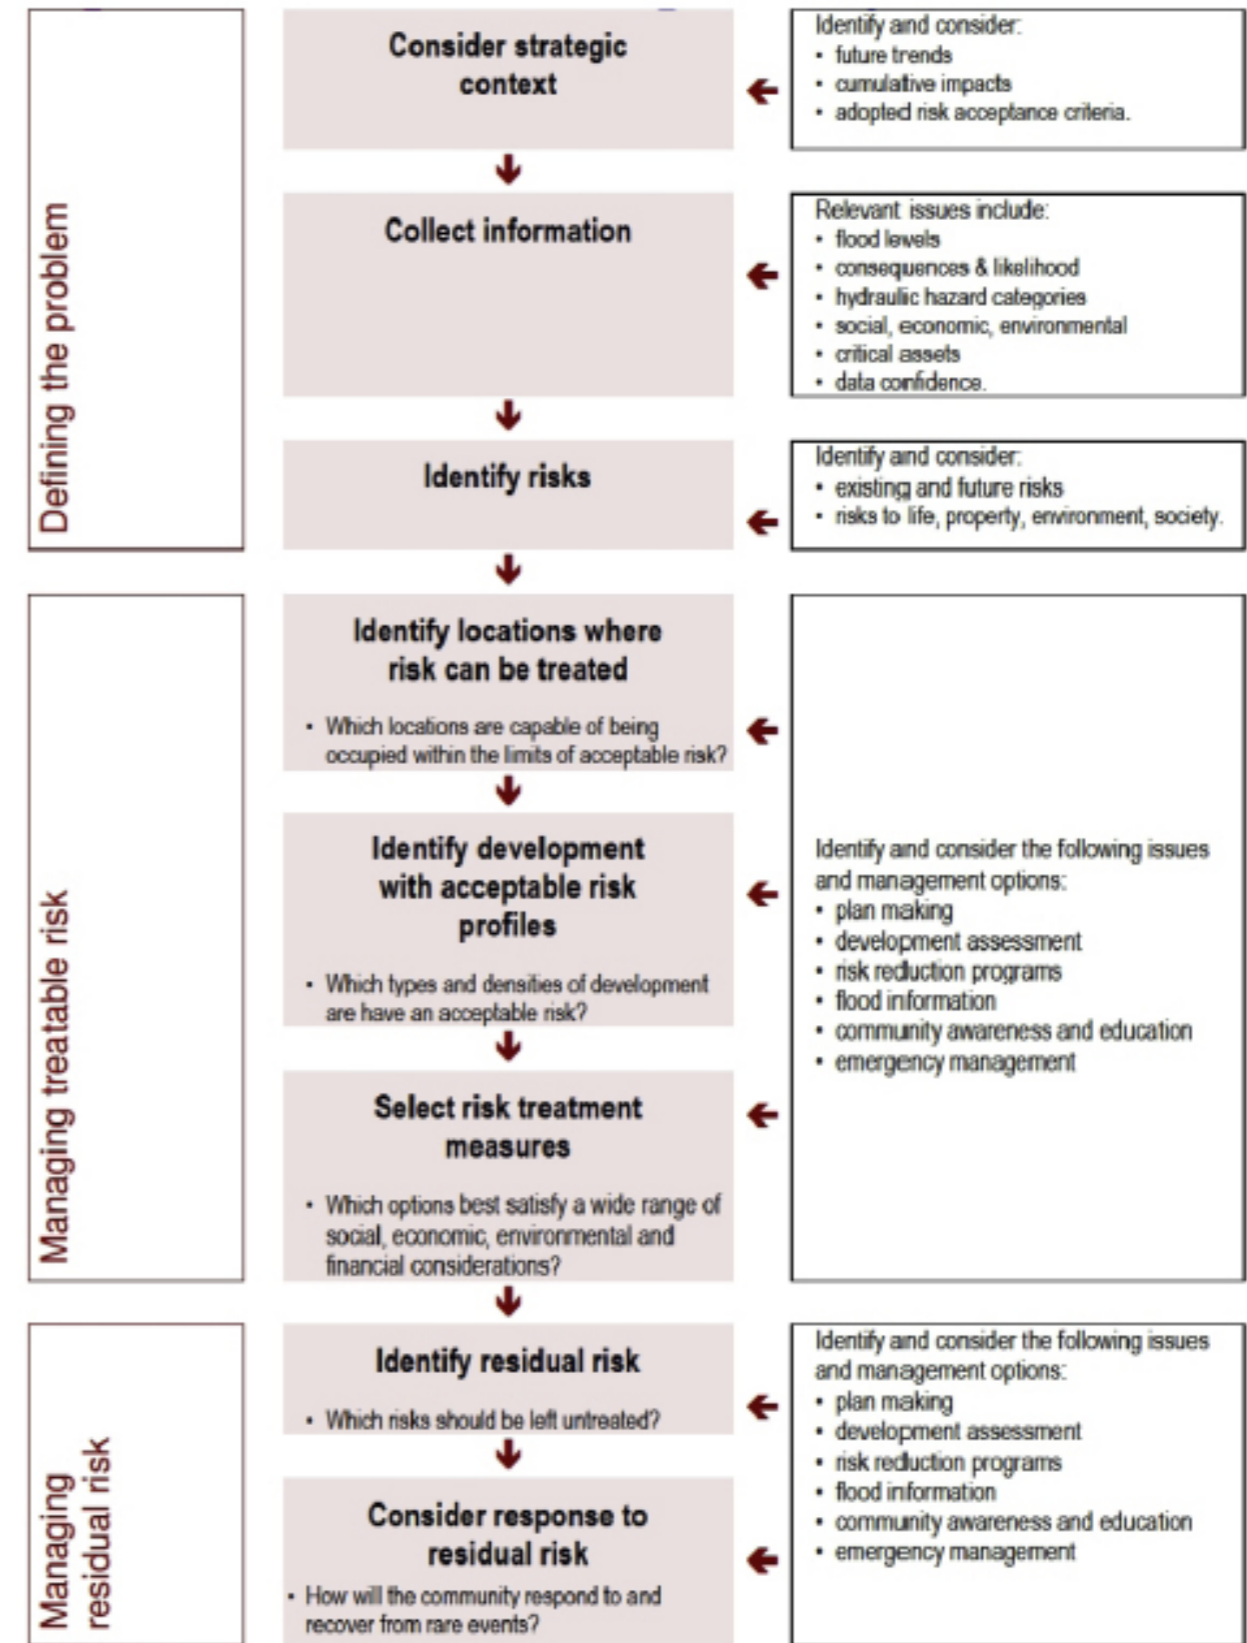 Defining the problem
Consider strategic
context
Identify and consider:
• future trends
• cumulative impacts
• adopted risk acceptance criteria.
Collect information
Relevant issues include:
• flood levels
• consequences & likelihood
• hydraulic hazard categories
• social, economic, environmental
• critical assets
• data confidence.
Identify risks
Identify and consider:
• existing and future risks
• risks to life, property, environment, society.
Managing treatable risk
Identify locations where
risk can be treated
• Which locations are capable of being
occupied within the limits of acceptable risk?
Identify development
with acceptable risk
profiles
• Which types and densities of development
are have an acceptable risk?
Select risk treatment
measures
• Which options best satisfy a wide range of
social, economic, environmental and
financial considerations?
Identify and consider the following issues
and management options:
• plan making
• development assessment
• risk reduction programs
• flood information
• community awareness and education
• emergency management
Managing
residual risk
Identify residual risk
• Which risks should be left untreated?
Consider response to
residual risk
• How will the community respond to and
recover from rare events?
Identify and consider the following issues
and management options:
• plan making
• development assessment
• risk reduction programs
• flood information
• community awareness and education
• emergency management